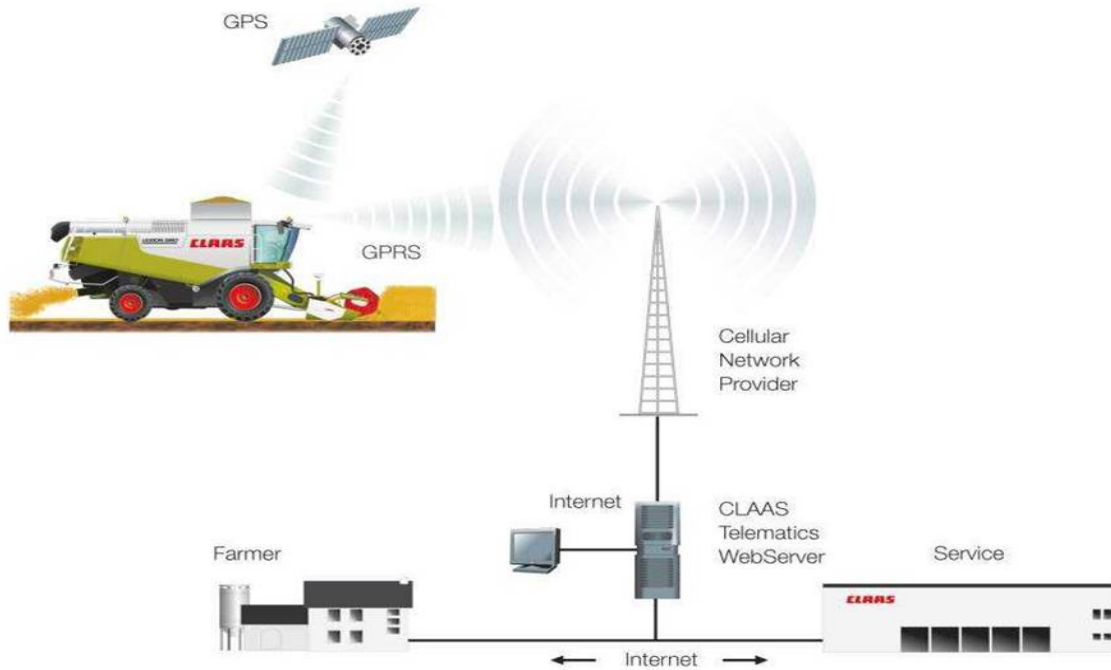 GPS
CLAAS
GPRS
Cellular
Network
Provider
Internet
CLAAS
Telematics
WebServer
Farmer
Service
CLAAS
Internet